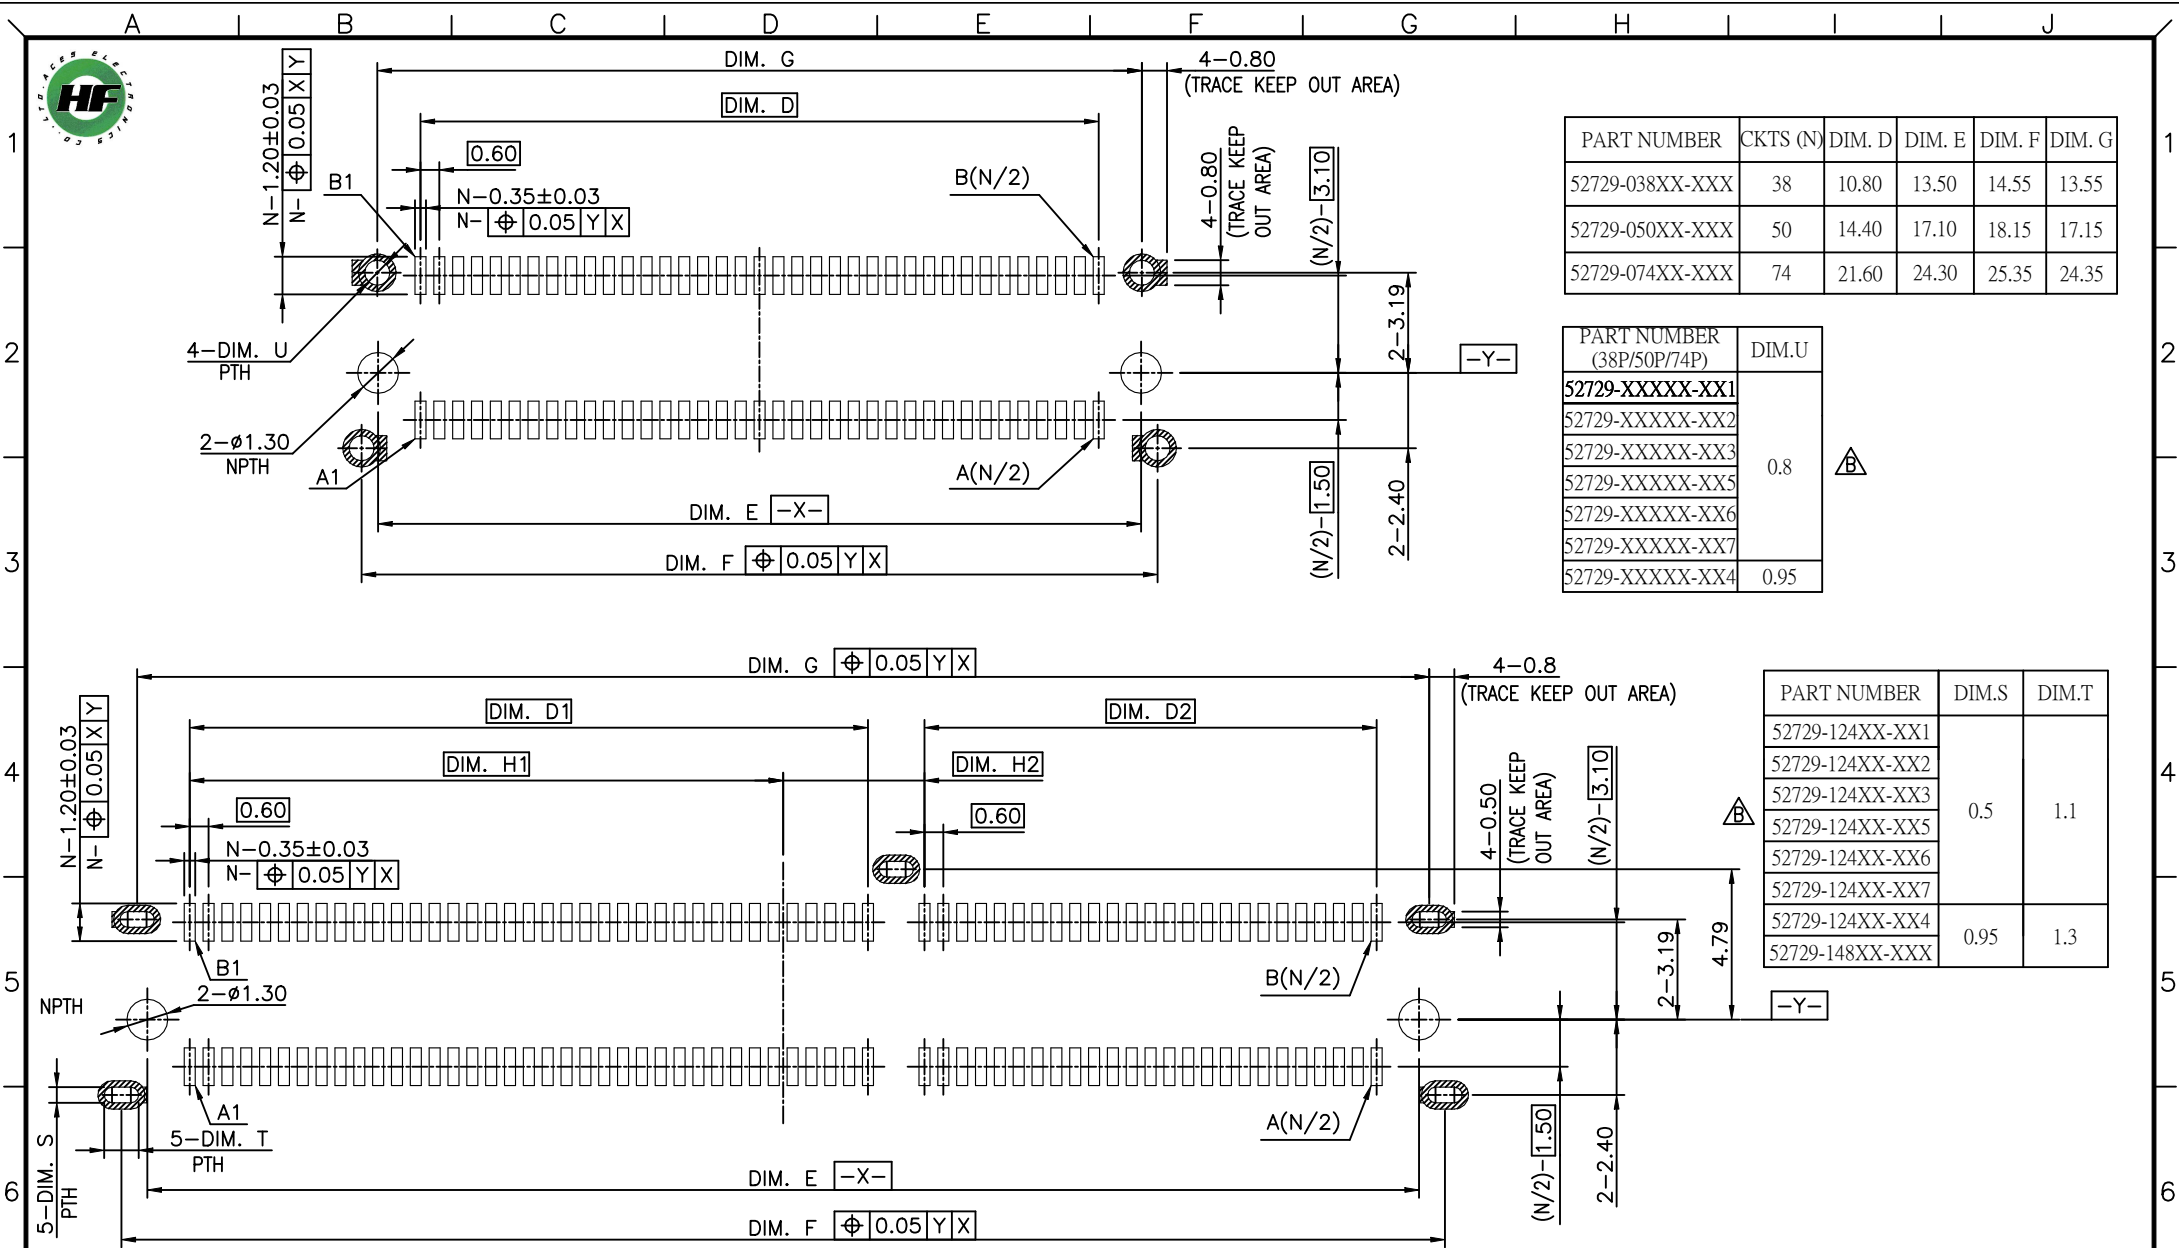 A B C D E F G H I J
1 2 3 4 5 6
1 2 3 4 5 6
ACES ELECTRONICS CO.,LTD.
HF
DIM. G
4-0.80
(TRACE KEEP OUT AREA)
DIM. D
N-1.20±0.03
N- ⌖ 0.05 X Y
0.60
B1
N-0.35±0.03
N- ⌖ 0.05 Y X
B(N/2)
4-0.80
(TRACE KEEP
OUT AREA)
(N/2)-3.10
2-3.19
4-DIM. U
PTH
-Y-
2-ø1.30
NPTH
A1
A(N/2)
(N/2)-1.50
2-2.40
DIM. E -X-
DIM. F ⌖ 0.05 Y X
PART NUMBER CKTS (N) DIM. D DIM. E DIM. F DIM. G
52729-038XX-XXX 38 10.80 13.50 14.55 13.55
52729-050XX-XXX 50 14.40 17.10 18.15 17.15
52729-074XX-XXX 74 21.60 24.30 25.35 24.35
PART NUMBER
(38P/50P/74P)
DIM.U
52729-XXXXX-XX1
52729-XXXXX-XX2
52729-XXXXX-XX3
52729-XXXXX-XX5
52729-XXXXX-XX6
52729-XXXXX-XX7
0.8
52729-XXXXX-XX4 0.95
B
DIM. G ⌖ 0.05 Y X
4-0.8
(TRACE KEEP OUT AREA)
DIM. D1
DIM. D2
DIM. H1
DIM. H2
N-1.20±0.03
N- ⌖ 0.05 X Y
0.60
0.60
N-0.35±0.03
N- ⌖ 0.05 Y X
4-0.50
(TRACE KEEP
OUT AREA)
(N/2)-3.10
2-3.19
4.79
B1
B(N/2)
2-ø1.30
NPTH
-Y-
A1
A(N/2)
5-DIM. T
PTH
5-DIM. S
PTH
(N/2)-1.50
2-2.40
DIM. E -X-
DIM. F ⌖ 0.05 Y X
B
PART NUMBER DIM.S DIM.T
52729-124XX-XX1
52729-124XX-XX2
52729-124XX-XX3
52729-124XX-XX5
52729-124XX-XX6
52729-124XX-XX7
0.5 1.1
52729-124XX-XX4
52729-148XX-XXX
0.95 1.3